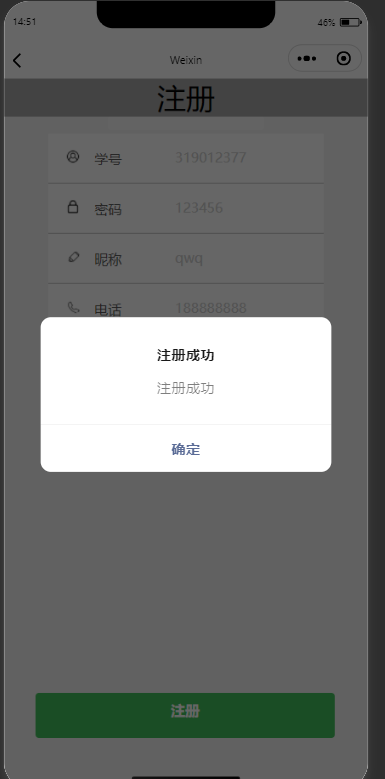 14:51
46%
Weixin
注册
学号 319012377
密码 123456
昵称 qwq
电话 188888888
注册成功
注册成功
确定
注册